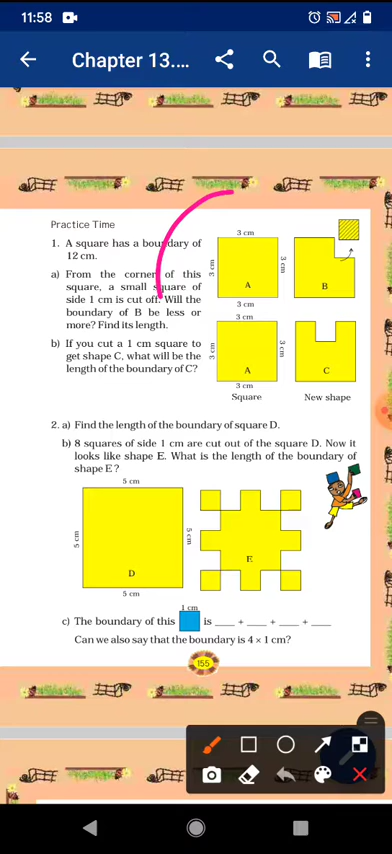 11:58
Chapter 13....
Practice Time
1. A square has a boundary of
12 cm.
a) From the corner of this
square, a small square of
side 1 cm is cut off. Will the
boundary of B be less or
more? Find its length.
b) If you cut a 1 cm square to
get shape C, what will be the
length of the boundary of C?
3 cm
3 cm
3 cm
A
B
3 cm
3 cm
3 cm
3 cm
A
C
3 cm
Square
New shape
2. a) Find the length of the boundary of square D.
b) 8 squares of side 1 cm are cut out of the square D. Now it
looks like shape E. What is the length of the boundary of
shape E?
5 cm
5 cm
5 cm
D
5 cm
E
1 cm
c) The boundary of this is ____ + ____ + ____ + ____
Can we also say that the boundary is 4 × 1 cm?
155